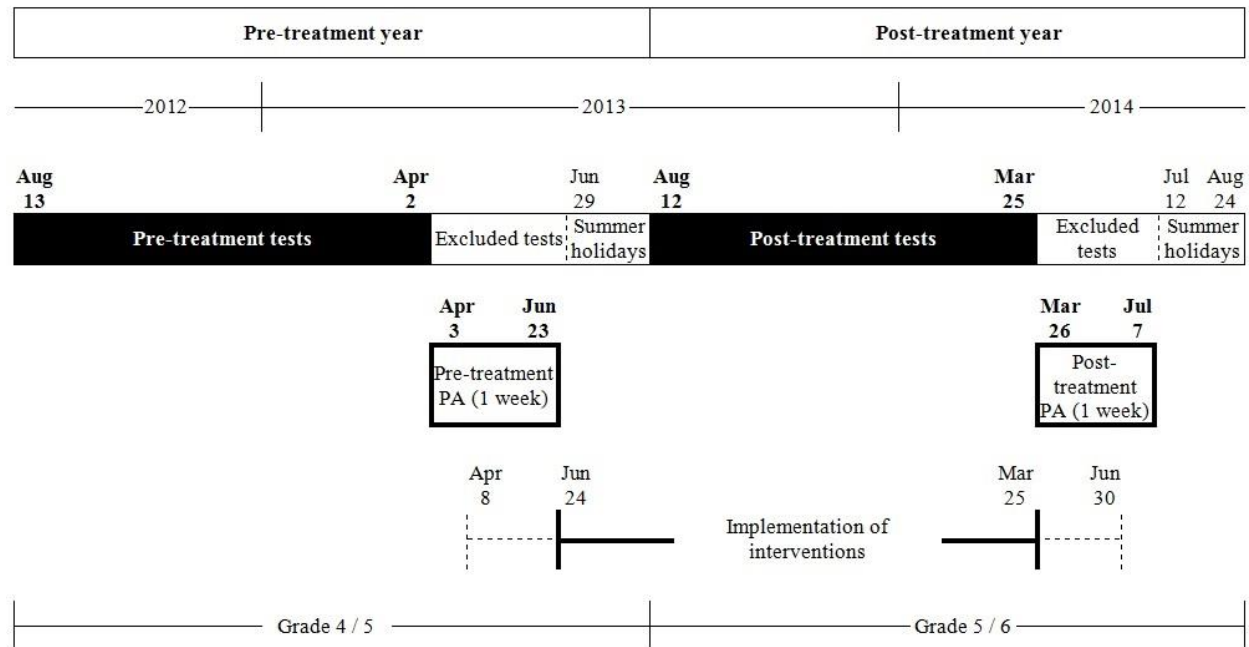 Pre-treatment year
Post-treatment year
2012
2013
2014
Aug
13
Apr
2
Jun
29
Aug
12
Mar
25
Jul
12
Aug
24
Pre-treatment tests
Excluded tests
Summer
holidays
Post-treatment tests
Excluded
tests
Summer
holidays
Apr
3
Jun
23
Mar
26
Jul
7
Pre-treatment
PA (1 week)
Post-
treatment
PA (1 week)
Apr
8
Jun
24
Mar
25
Jun
30
Implementation of
interventions
Grade 4 / 5
Grade 5 / 6